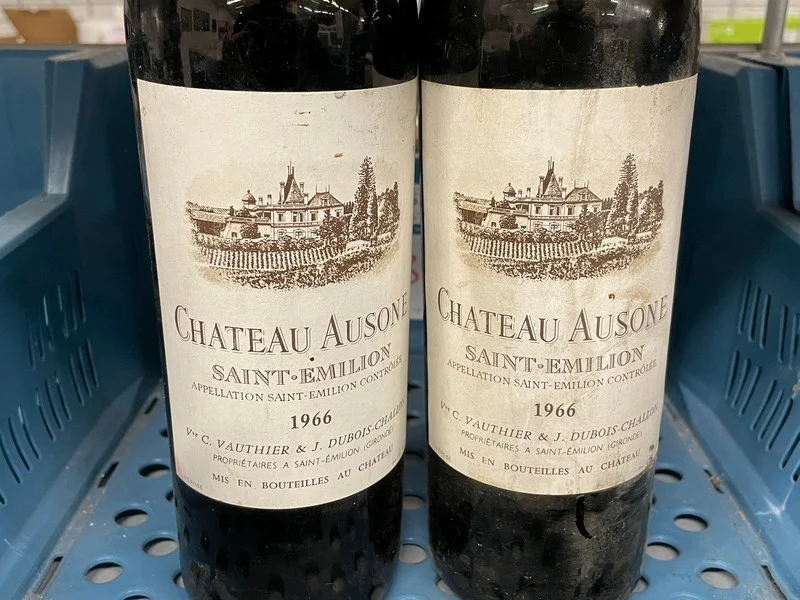 CHATEAU AUSONE
SAINT-EMILION
APPELLATION SAINT-EMILION CONTRÔLÉE
1966
Vve C. VAUTHIER & J. DUBOIS-CHALLON
PROPRIÉTAIRES A SAINT-ÉMILION (GIRONDE)
MIS EN BOUTEILLES AU CHATEAU
CHATEAU AUSONE
SAINT-EMILION
APPELLATION SAINT-EMILION CONTRÔLÉE
1966
Vve C. VAUTHIER & J. DUBOIS-CHALLON
PROPRIÉTAIRES A SAINT-ÉMILION (GIRONDE)
MIS EN BOUTEILLES AU CHATEAU